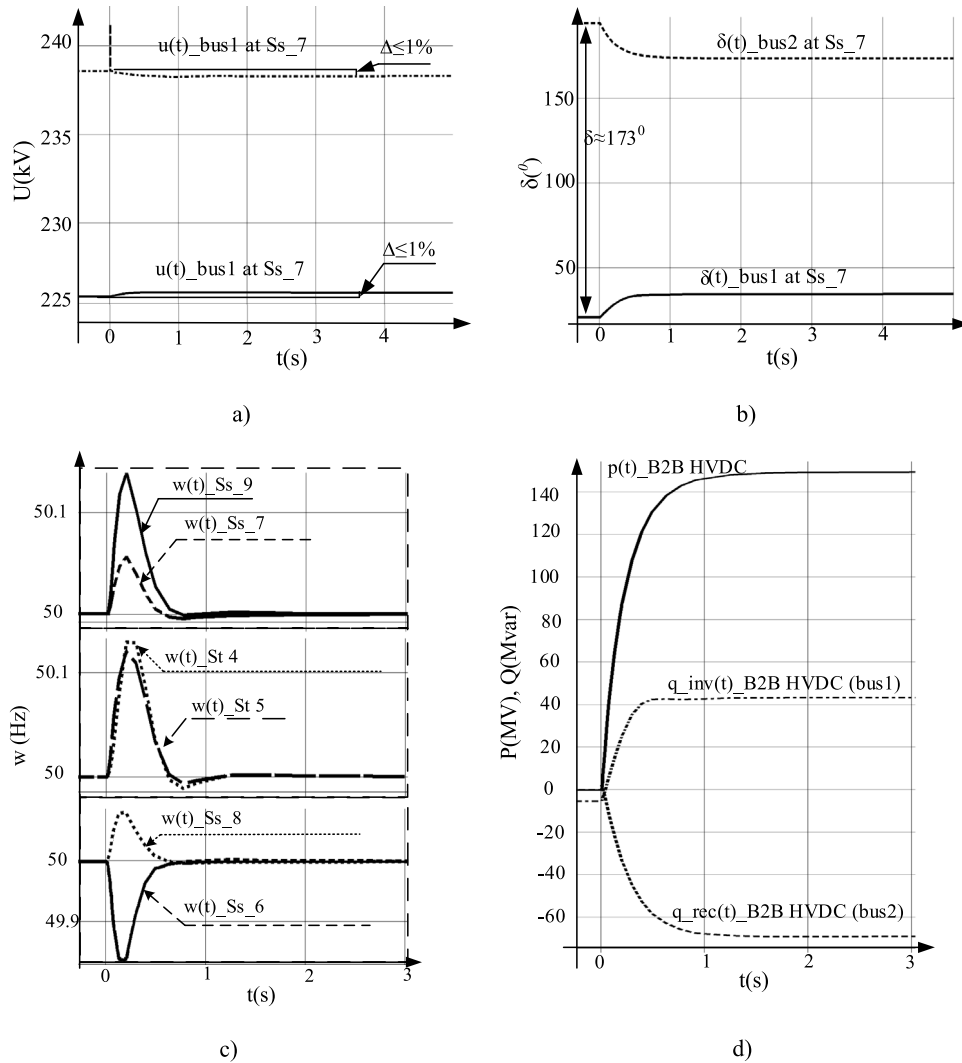 240
235
230
225
U(kV)
u(t)_bus1 at Ss_7
Δ≤1%
Δ≤1%
u(t)_bus1 at Ss_7
0 1 2 3 4
t(s)
a)
150
100
50
δ(⁰)
δ(t)_bus2 at Ss_7
δ≈173⁰
δ(t)_bus1 at Ss_7
0 1 2 3 4 5
t(s)
b)
50.1
50
w(t)_Ss_9
w(t)_Ss_7
50.1
50
w(t)_St 4
w(t)_St 5
w (Hz)
50
49.9
w(t)_Ss_8
w(t)_Ss_6
0 1 2 3
t(s)
c)
140
120
100
80
60
40
20
0
-20
-40
-60
P(MV), Q(Mvar)
p(t)_B2B HVDC
q_inv(t)_B2B HVDC (bus1)
q_rec(t)_B2B HVDC (bus2)
0 1 2 3
t(s)
d)